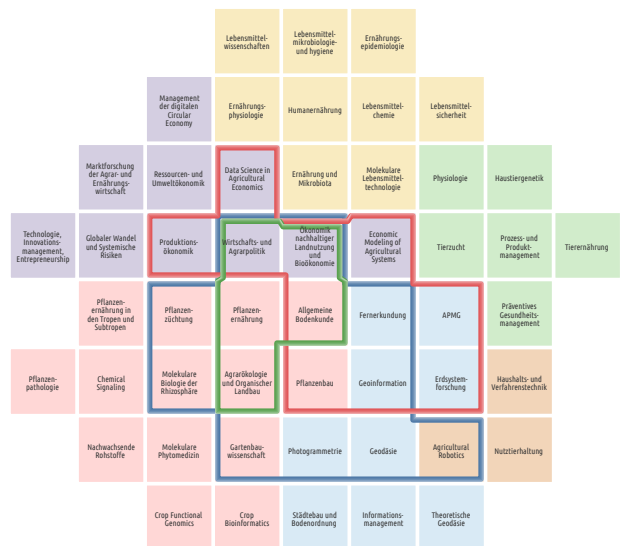 Lebensmittel-
wissenschaften
Lebensmittel-
mikrobiologie-
und hygiene
Ernährungs-
epidemiologie
Management
der digitalen
Circular
Economy
Ernährungs-
physiologie
Humanernährung
Lebensmittel-
chemie
Lebensmittel-
sicherheit
Marktforschung
der Agrar- und
Ernährungs-
wirtschaft
Ressourcen- und
Umweltökonomik
Data Science in
Agricultural
Economics
Ernährung und
Mikrobiota
Molekulare
Lebensmittel-
technologie
Physiologie
Haustiergenetik
Technologie,
Innovations-
management,
Entrepreneurship
Globaler Wandel
und Systemische
Risiken
Produktions-
ökonomik
Wirtschafts- und
Agrarpolitik
Ökonomik
nachhaltiger
Landnutzung
und
Bioökonomie
Economic
Modeling of
Agricultural
Systems
Tierzucht
Prozess- und
Produkt-
management
Tierernährung
Pflanzen-
ernährung in
den Tropen und
Subtropen
Pflanzen-
züchtung
Pflanzen-
ernährung
Allgemeine
Bodenkunde
Fernerkundung
APMG
Präventives
Gesundheits-
management
Pflanzen-
pathologie
Chemical
Signaling
Molekulare
Biologie der
Rhizosphäre
Agrarökologie
und Organischer
Landbau
Pflanzenbau
Geoinformation
Erdsystem-
forschung
Haushalts- und
Verfahrenstechnik
Nachwachsende
Rohstoffe
Molekulare
Phytomedizin
Gartenbau-
wissenschaft
Photogrammetrie
Geodäsie
Agricultural
Robotics
Nutztierhaltung
Crop Functional
Genomics
Crop
Bioinformatics
Städtebau und
Bodenordnung
Informations-
management
Theoretische
Geodäsie